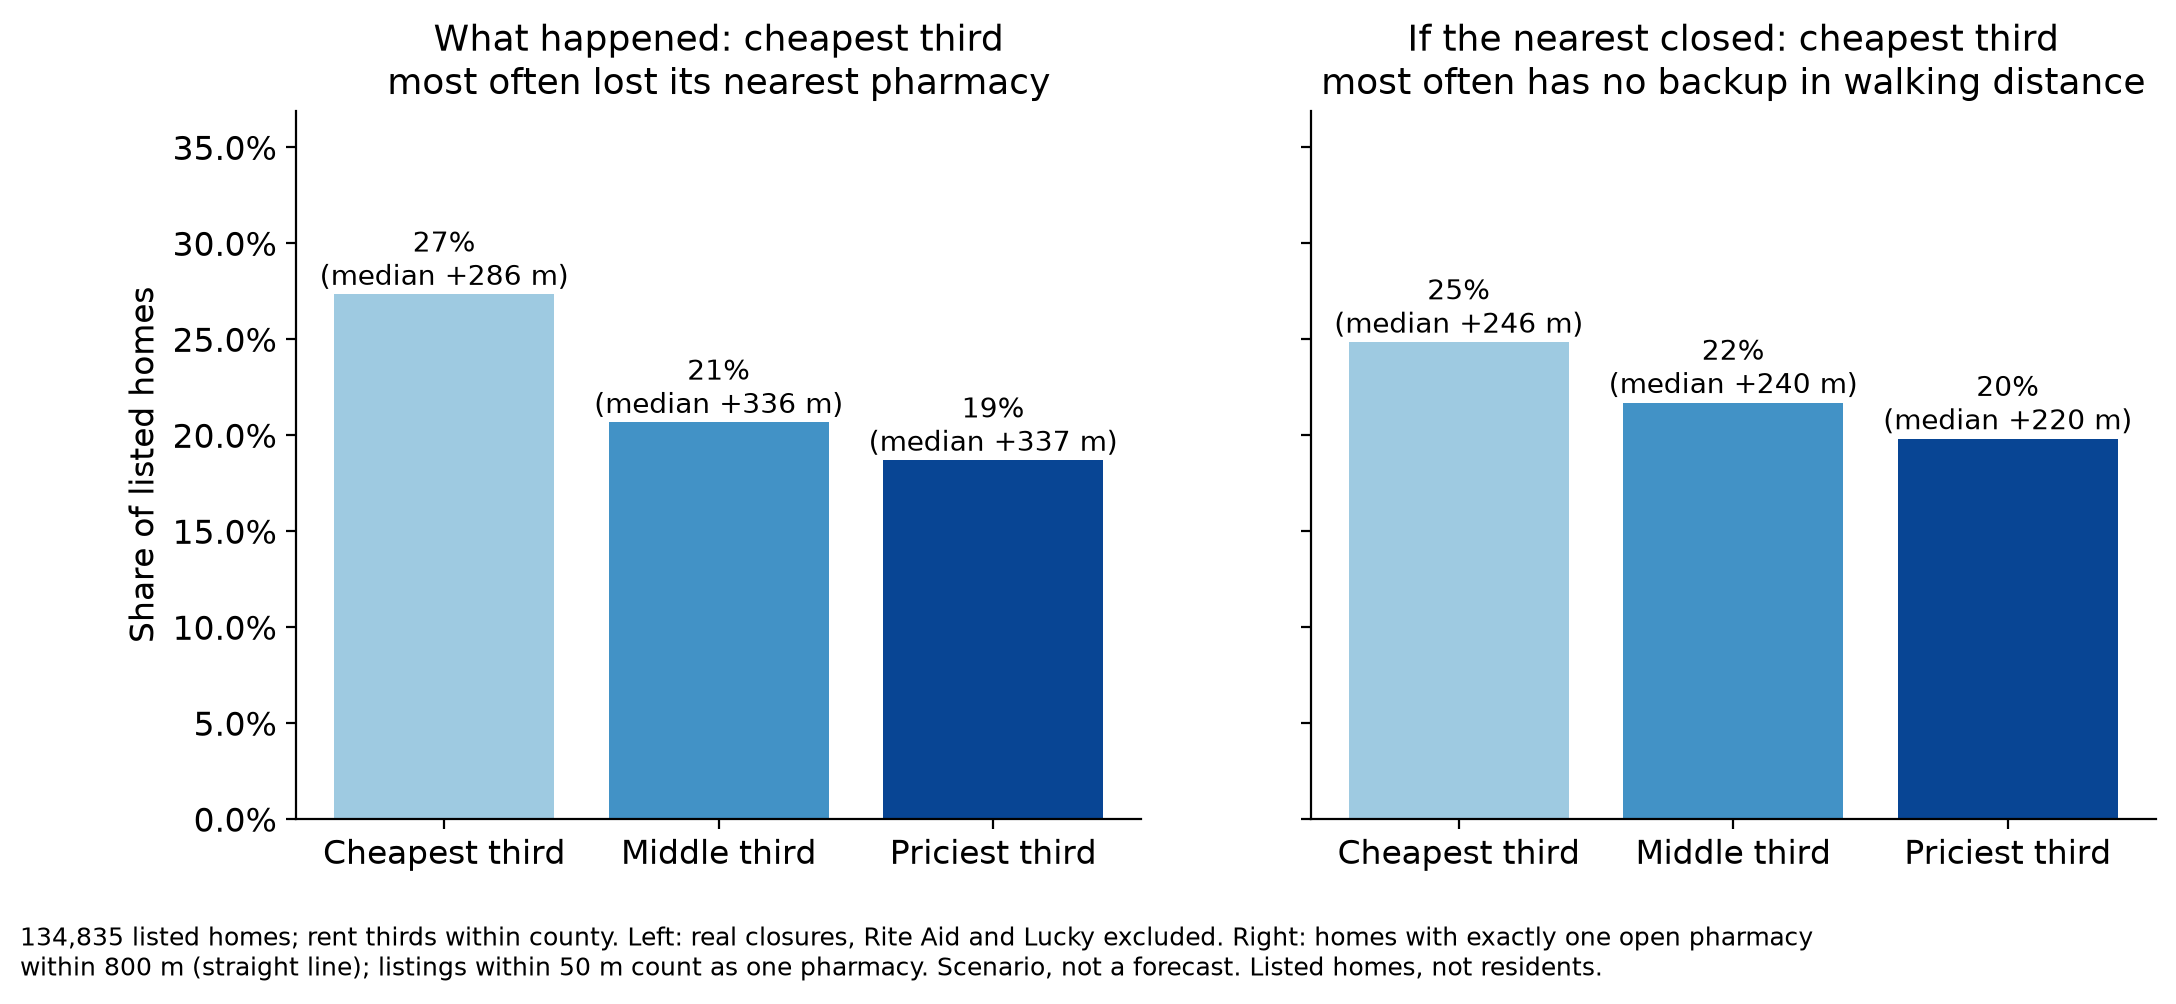 What happened: cheapest third
most often lost its nearest pharmacy
Share of listed homes
35.0%
30.0%
25.0%
20.0%
15.0%
10.0%
5.0%
0.0%
27%
(median +286 m)
21%
(median +336 m)
19%
(median +337 m)
Cheapest third
Middle third
Priciest third
If the nearest closed: cheapest third
most often has no backup in walking distance
25%
(median +246 m)
22%
(median +240 m)
20%
(median +220 m)
Cheapest third
Middle third
Priciest third
134,835 listed homes; rent thirds within county. Left: real closures, Rite Aid and Lucky excluded. Right: homes with exactly one open pharmacy
within 800 m (straight line); listings within 50 m count as one pharmacy. Scenario, not a forecast. Listed homes, not residents.